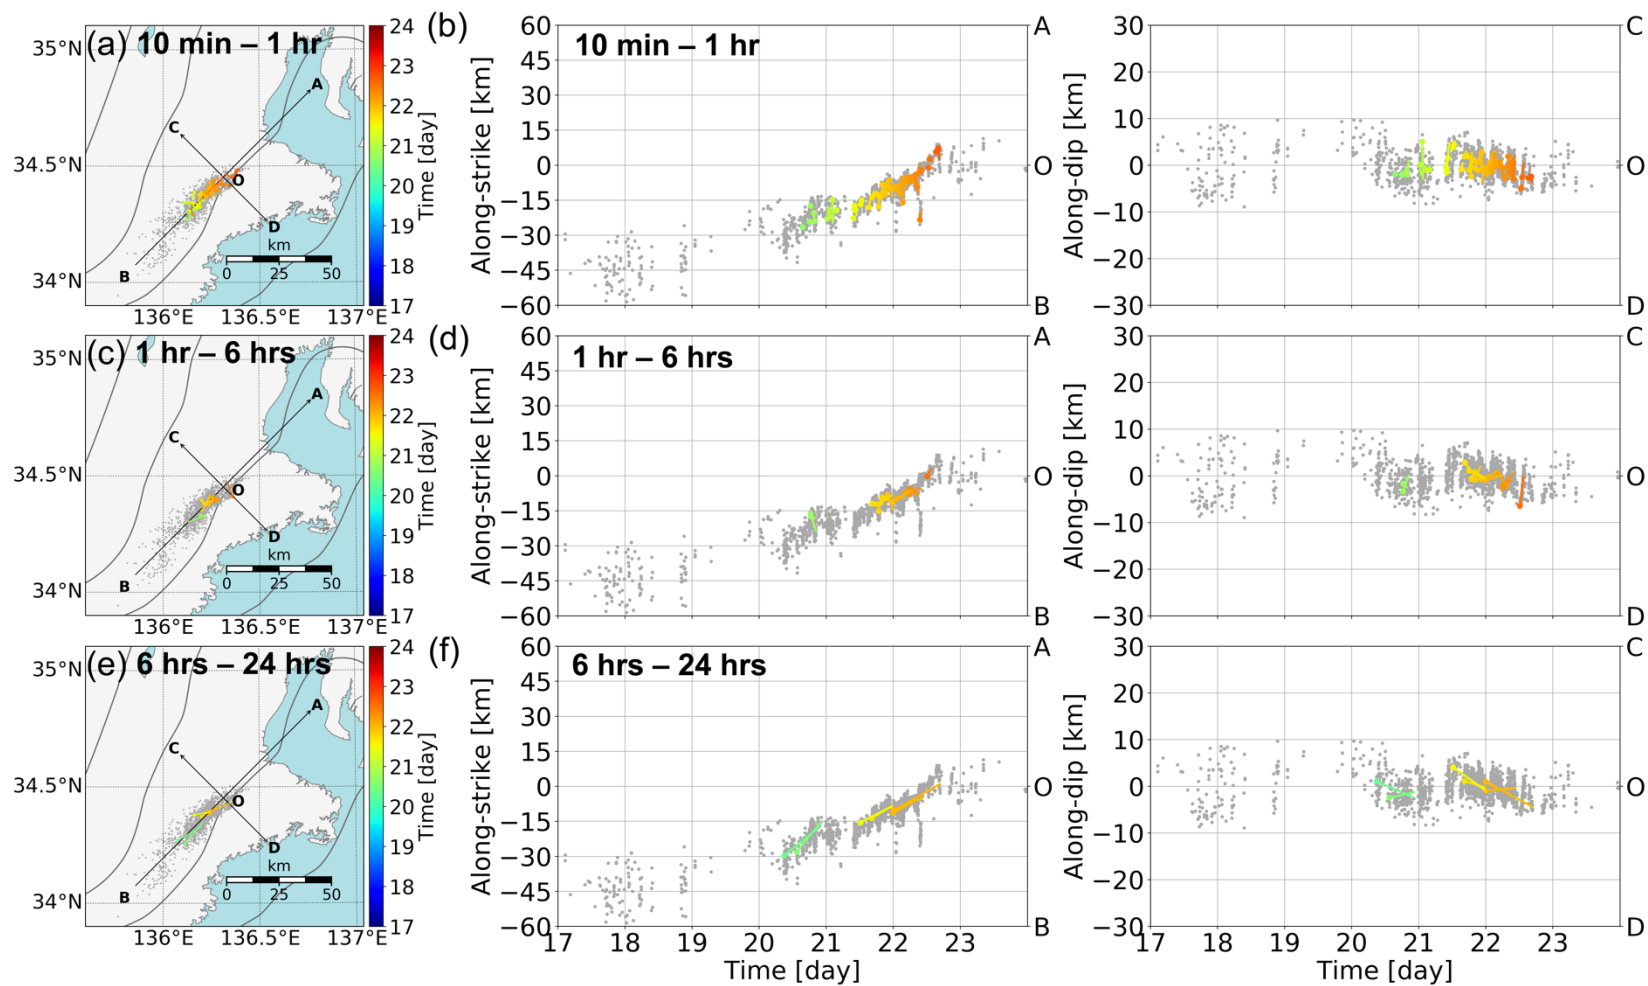 (a) 10 min – 1 hr
35°N
34.5°N
34°N
136°E 136.5°E 137°E
A
B
C
D
O
km
0 25 50
24
23
22
21
20
19
18
17
Time [day]
(b)
10 min – 1 hr
60
45
30
15
0
−15
−30
−45
−60
Along-strike [km]
A
B
30
20
10
0
−10
−20
−30
Along-dip [km]
C
O
D
(c) 1 hr – 6 hrs
35°N
34.5°N
34°N
136°E 136.5°E 137°E
A
B
C
D
O
km
0 25 50
24
23
22
21
20
19
18
17
Time [day]
(d)
1 hr – 6 hrs
60
45
30
15
0
−15
−30
−45
−60
Along-strike [km]
A
O
B
30
20
10
0
−10
−20
−30
Along-dip [km]
C
O
D
(e) 6 hrs – 24 hrs
35°N
34.5°N
34°N
136°E 136.5°E 137°E
A
B
C
D
O
km
0 25 50
24
23
22
21
20
19
18
17
Time [day]
(f)
6 hrs – 24 hrs
60
45
30
15
0
−15
−30
−45
−60
Along-strike [km]
A
O
B
17 18 19 20 21 22 23
Time [day]
30
20
10
0
−10
−20
−30
Along-dip [km]
C
O
D
17 18 19 20 21 22 23
Time [day]